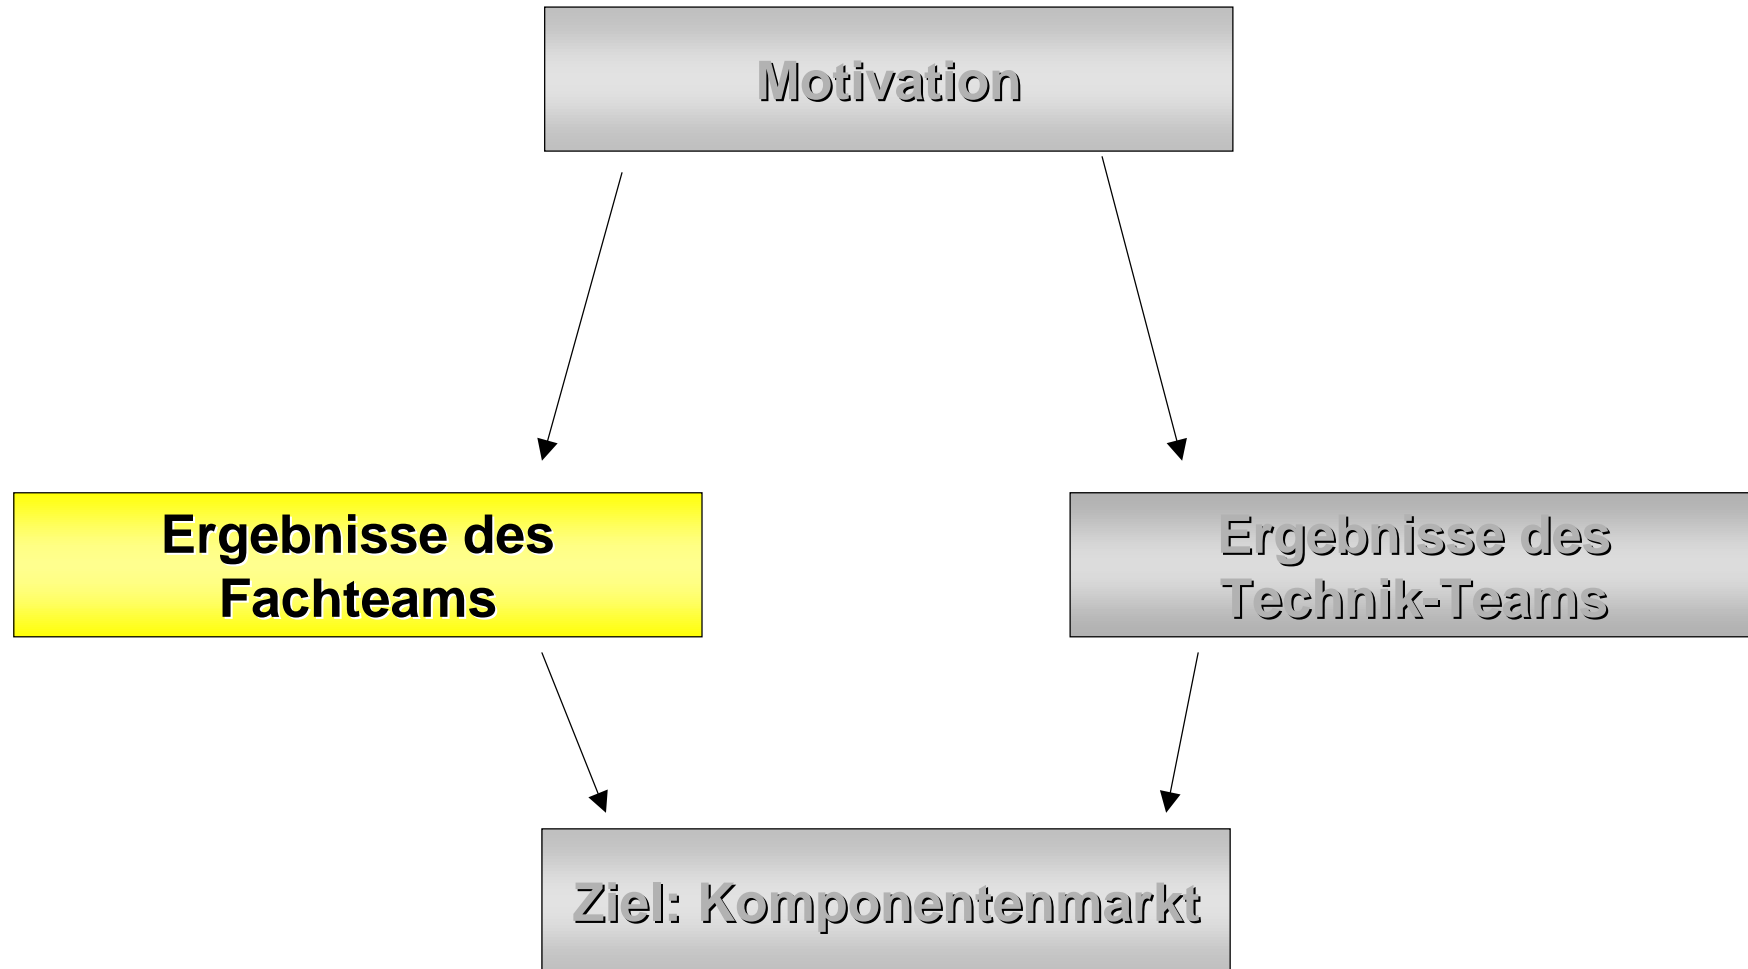 Motivation
Ergebnisse des
Fachteams
Ergebnisse des
Technik-Teams
Ziel: Komponentenmarkt